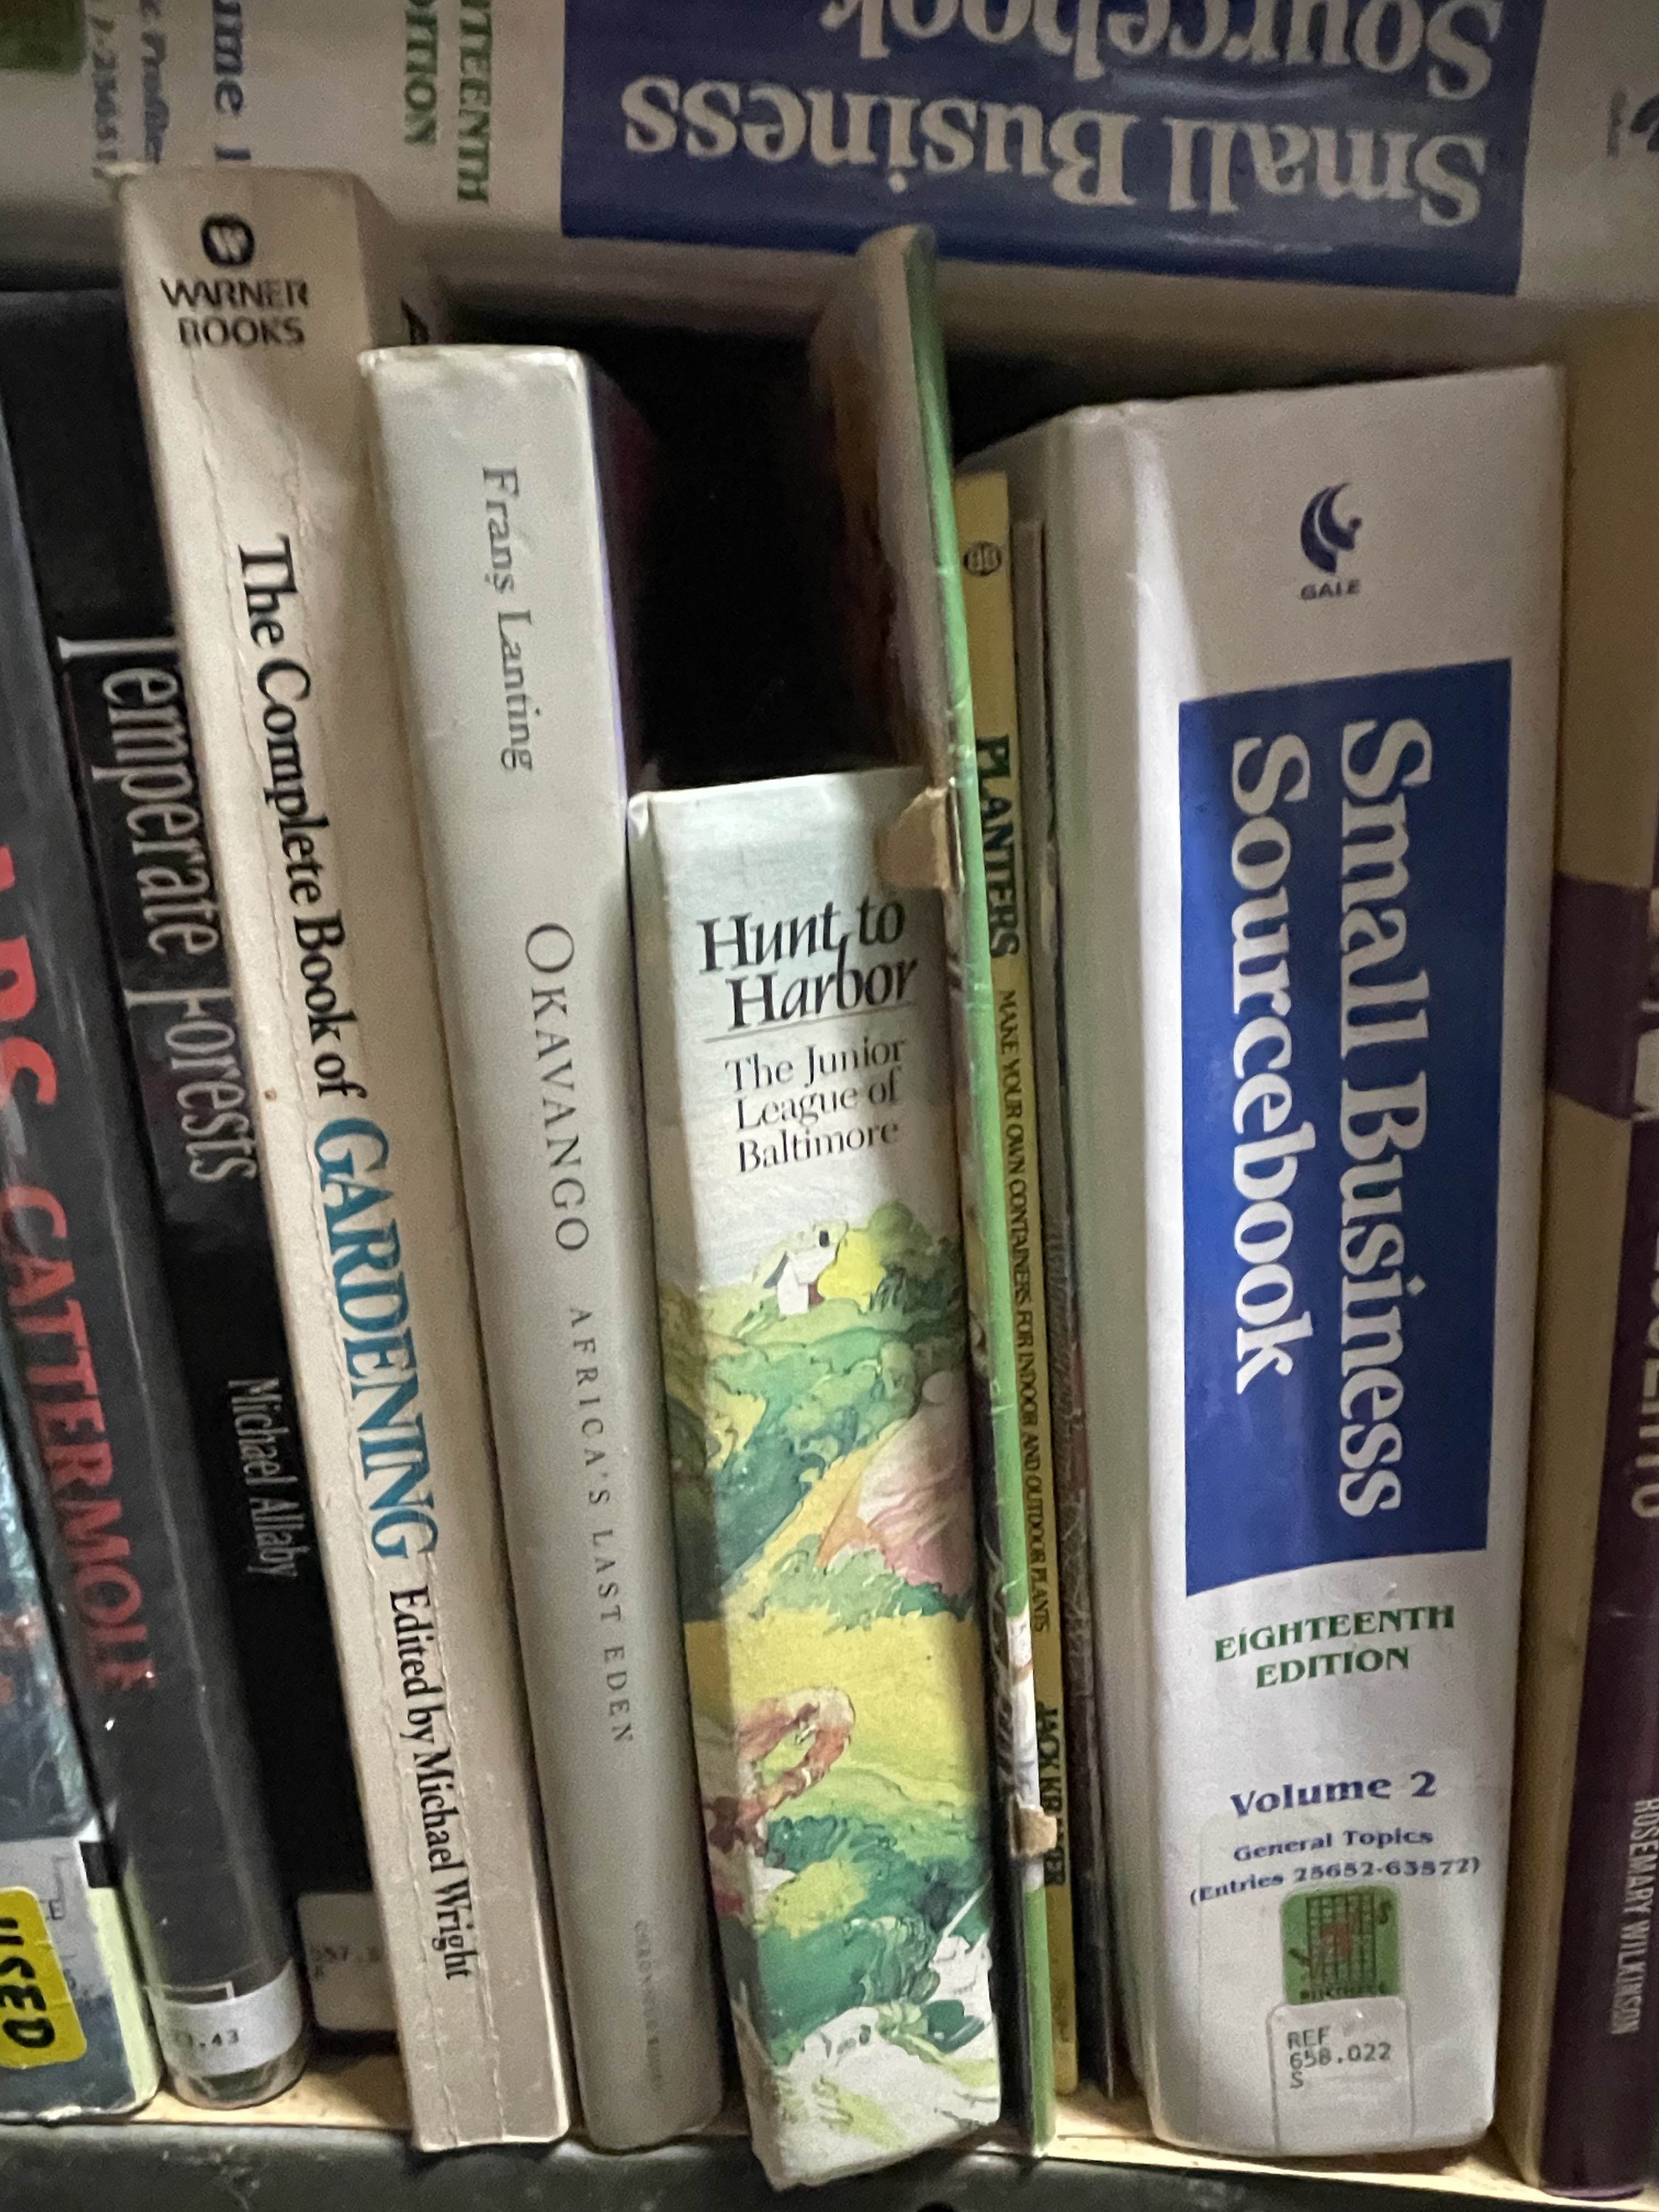 Small Business
Sourcebook
EDITION
CATTERMOLE
USED
Temperate Forests
Michael Allaby
.43
WARNER
BOOKS
The Complete Book of GARDENING Edited by Michael Wright
Frans Lanting
OKAVANGO AFRICA'S LAST EDEN
Hunt to
Harbor
The Junior
League of
Baltimore
PLANTERS MAKE YOUR OWN CONTAINERS FOR INDOOR AND OUTDOOR PLANTS JACK
GALE
Small Business
Sourcebook
EIGHTEENTH
EDITION
Volume 2
General Topics
(Entries 25652-63572)
REF
658.022
S
ROSEMARY WILKINSON